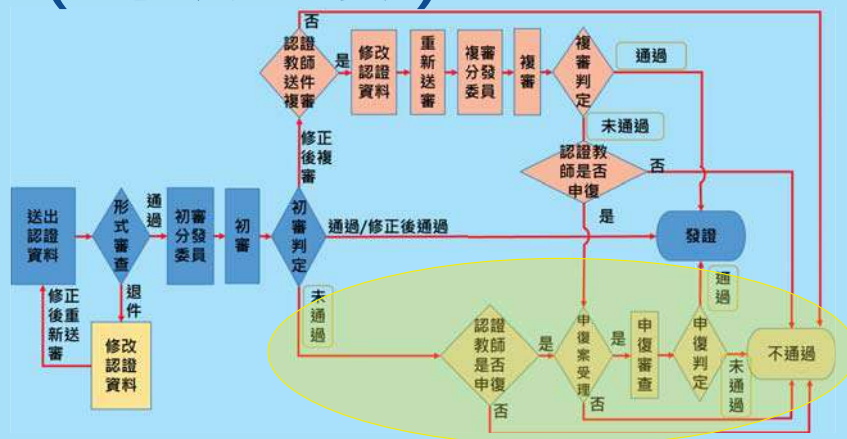 否
認證
教師
送件
複審
是
修改
認證
資料
重新送審
複審
分發
委員
複審
複審判定
通過
未通過
修正
後複
審
認證教
師是否
申復
否
是
送出
認證
資料
形式審查
通過
初審
分發
委員
初審
初審判定
通過/修正後通過
發證
修正
後重
新送
審
退件
修改
認證
資料
未通過
認證
教師
是否
申復
是
否
申復案受理
是
否
申復審查
申復判定
通過
未通過
不通過